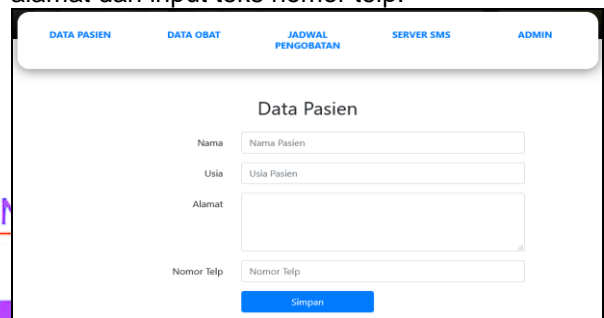 alamat dan input teks nomor telp.
DATA PASIEN DATA OBAT JADWAL PENGOBATAN SERVER SMS ADMIN
Data Pasien
Nama Nama Pasien
Usia Usia Pasien
Alamat
Nomor Telp Nomor Telp
Simpan